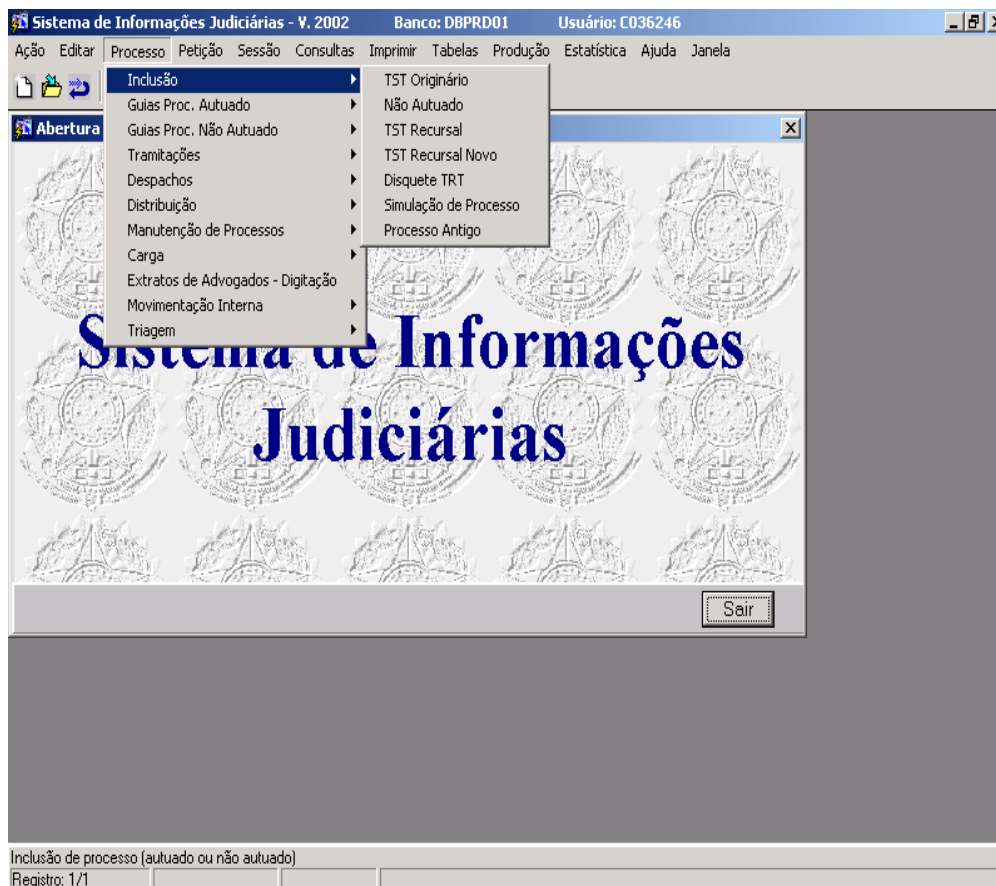 Sistema de Informações Judiciárias - V. 2002 Banco: DBPRD01 Usuário: C036246
Ação Editar Processo Petição Sessão Consultas Imprimir Tabelas Produção Estatística Ajuda Janela
Abertura
Inclusão
Guias Proc. Autuado
Guias Proc. Não Autuado
Tramitações
Despachos
Distribuição
Manutenção de Processos
Carga
Extratos de Advogados - Digitação
Movimentação Interna
Triagem
TST Originário
Não Autuado
TST Recursal
TST Recursal Novo
Disquete TRT
Simulação de Processo
Processo Antigo
Sistema de Informações
Judiciárias
Sair
Inclusão de processo (autuado ou não autuado)
Registro: 1/1